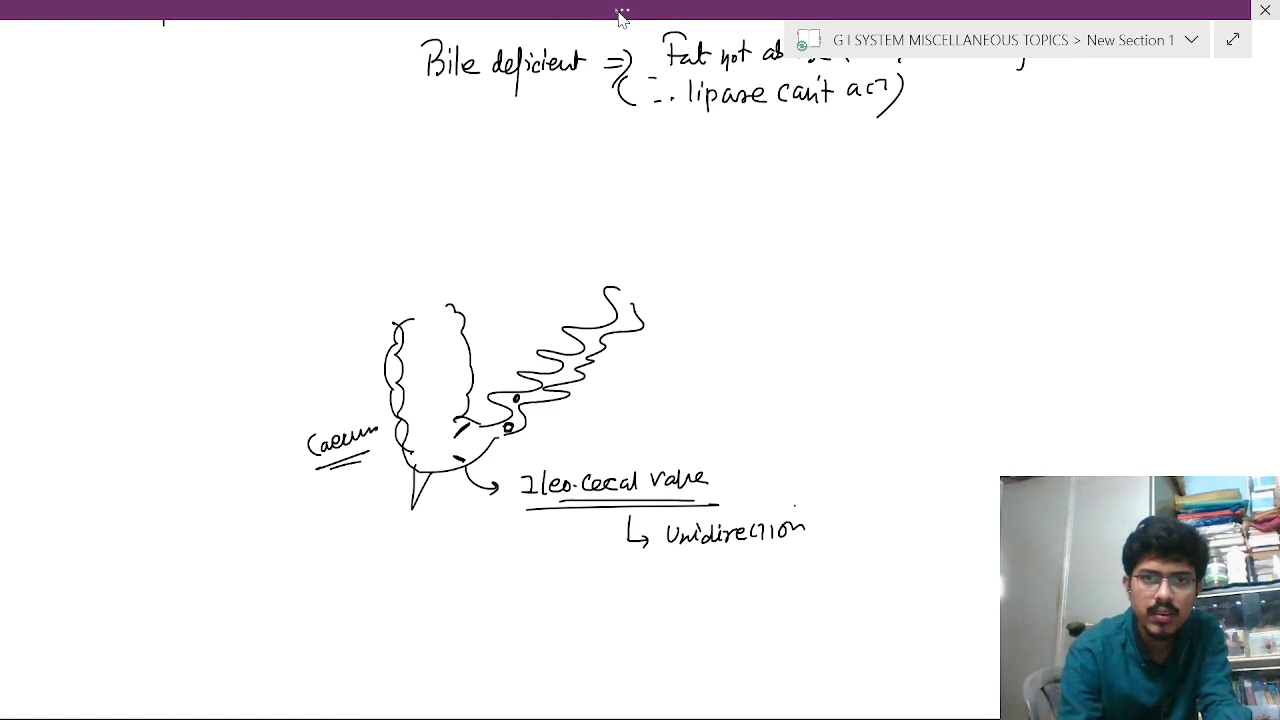 G I SYSTEM MISCELLANEOUS TOPICS > New Section 1
Bile deficient => Fat not ab
(∵ lipase can't act)
Caecum
Ileo-cecal valve
↳ Unidirection